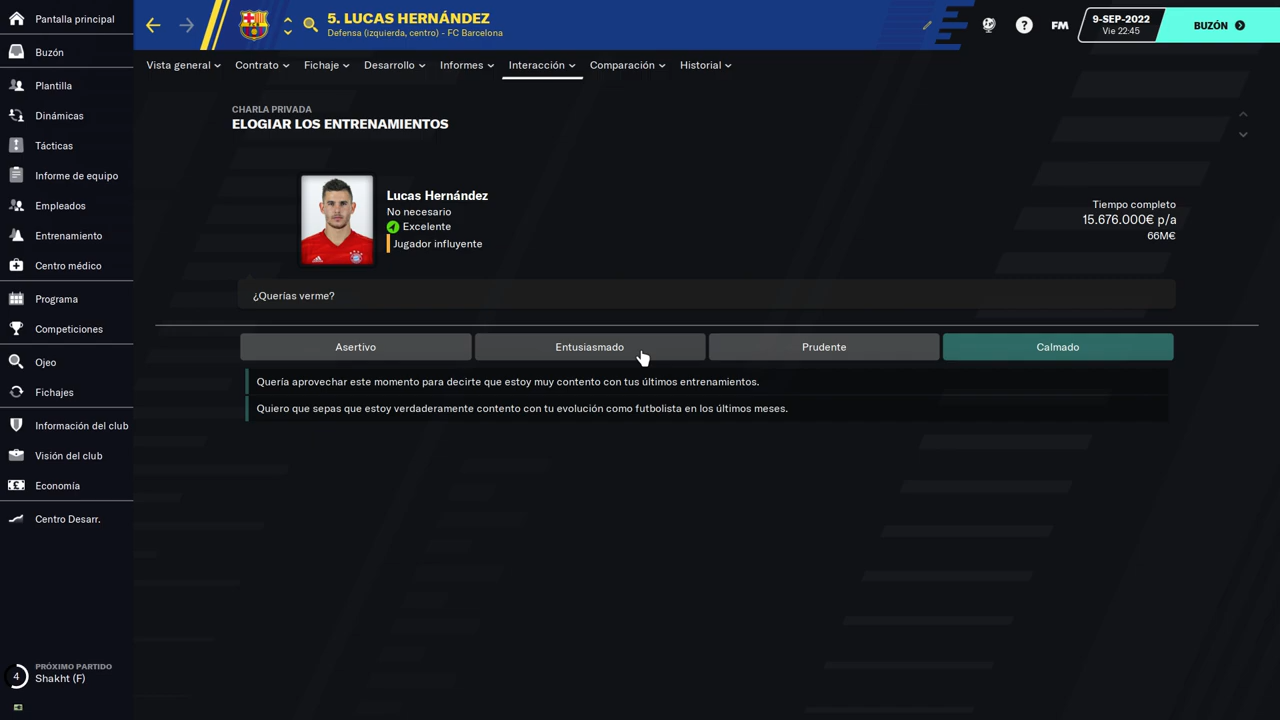 Pantalla principal
Buzón
Plantilla
Dinámicas
Tácticas
Informe de equipo
Empleados
Entrenamiento
Centro médico
Programa
Competiciones
Ojeo
Fichajes
Información del club
Visión del club
Economía
Centro Desarr.
4
PRÓXIMO PARTIDO
Shakht (F)
5. LUCAS HERNÁNDEZ
Defensa (izquierda, centro) - FC Barcelona
?
FM
9-SEP-2022
Vie 22:45
BUZÓN
Vista general
Contrato
Fichaje
Desarrollo
Informes
Interacción
Comparación
Historial
CHARLA PRIVADA
ELOGIAR LOS ENTRENAMIENTOS
Lucas Hernández
No necesario
Excelente
Jugador influyente
Tiempo completo
15.676.000€ p/a
66M€
¿Querías verme?
Asertivo
Entusiasmado
Prudente
Calmado
Quería aprovechar este momento para decirte que estoy muy contento con tus últimos entrenamientos.
Quiero que sepas que estoy verdaderamente contento con tu evolución como futbolista en los últimos meses.